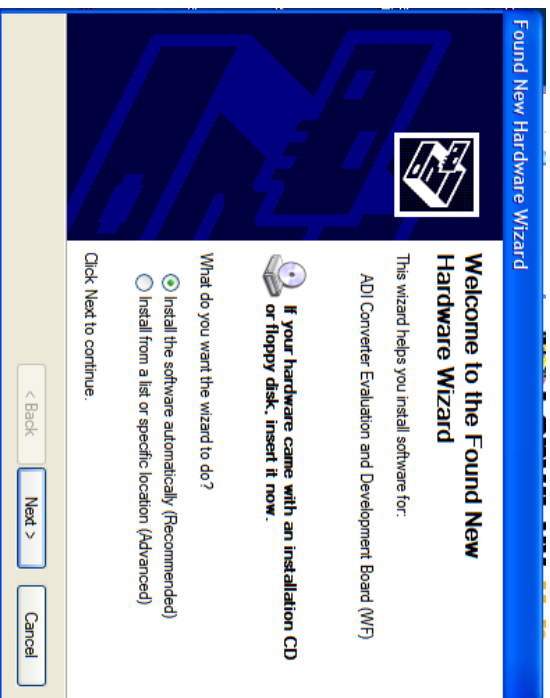 Found New Hardware Wizard
Welcome to the Found New
Hardware Wizard
This wizard helps you install software for:
ADI Converter Evaluation and Development Board (WF)
If your hardware came with an installation CD
or floppy disk, insert it now.
What do you want the wizard to do?
Install the software automatically (Recommended)
Install from a list or specific location (Advanced)
Click Next to continue.
< Back
Next >
Cancel